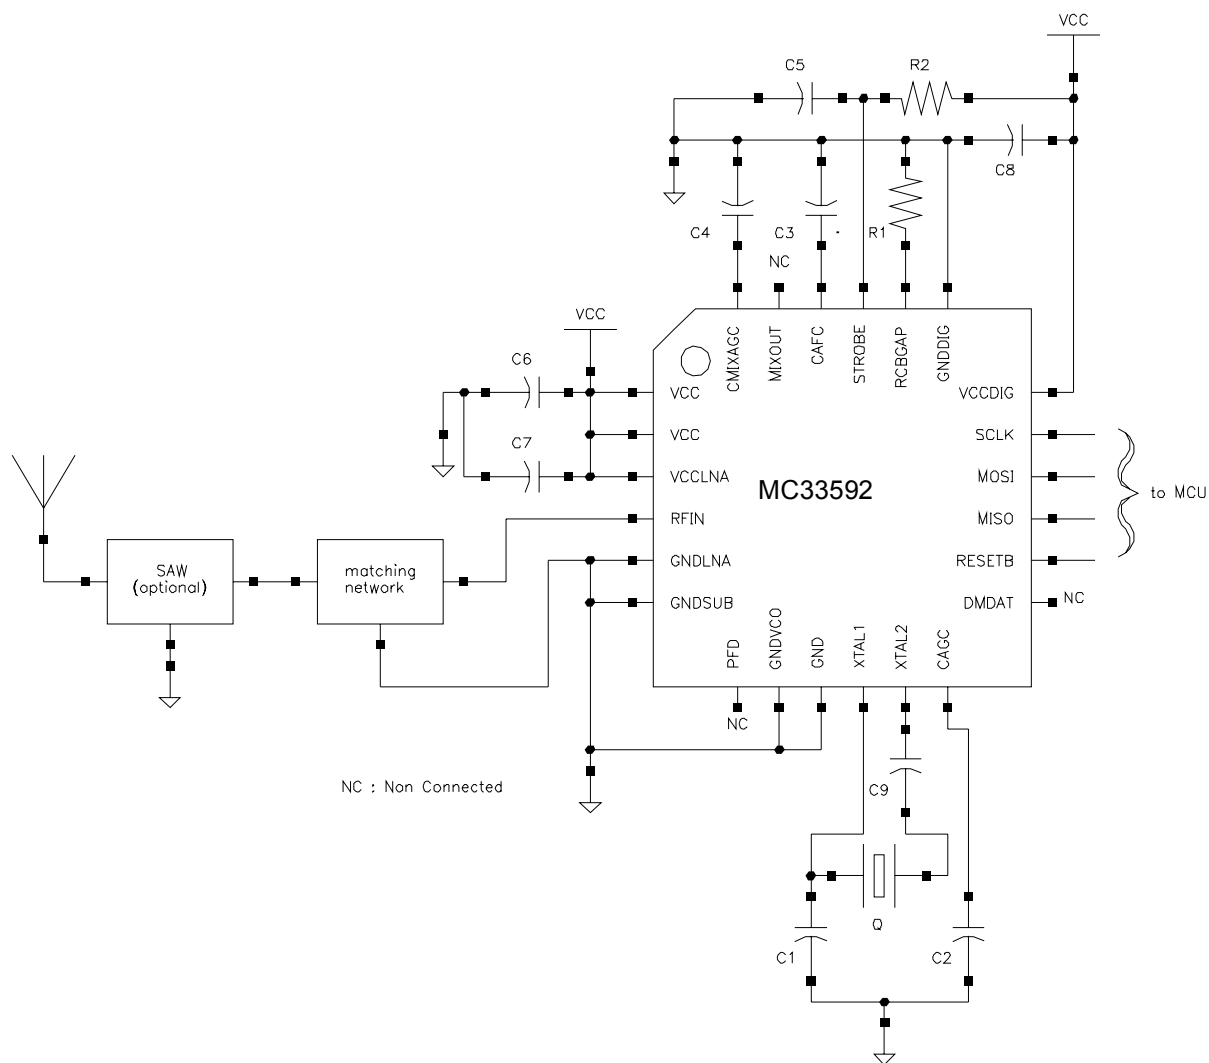 VCC
C5
R2
C8
C4
C3
R1
NC
VCC
C6
C7
CMIXAGC
MIXOUT
CAFC
STROBE
RCBGAP
GNDDIG
VCC
VCC
VCCLNA
RFIN
GNDLNA
GNDSUB
MC33592
VCCDIG
SCLK
MOSI
MISO
RESETB
DMDAT
NC
to MCU
SAW
(optional)
matching
network
PFD
GNDVCO
GND
XTAL1
XTAL2
CAGC
NC
NC : Non Connected
C9
Q
C1
C2